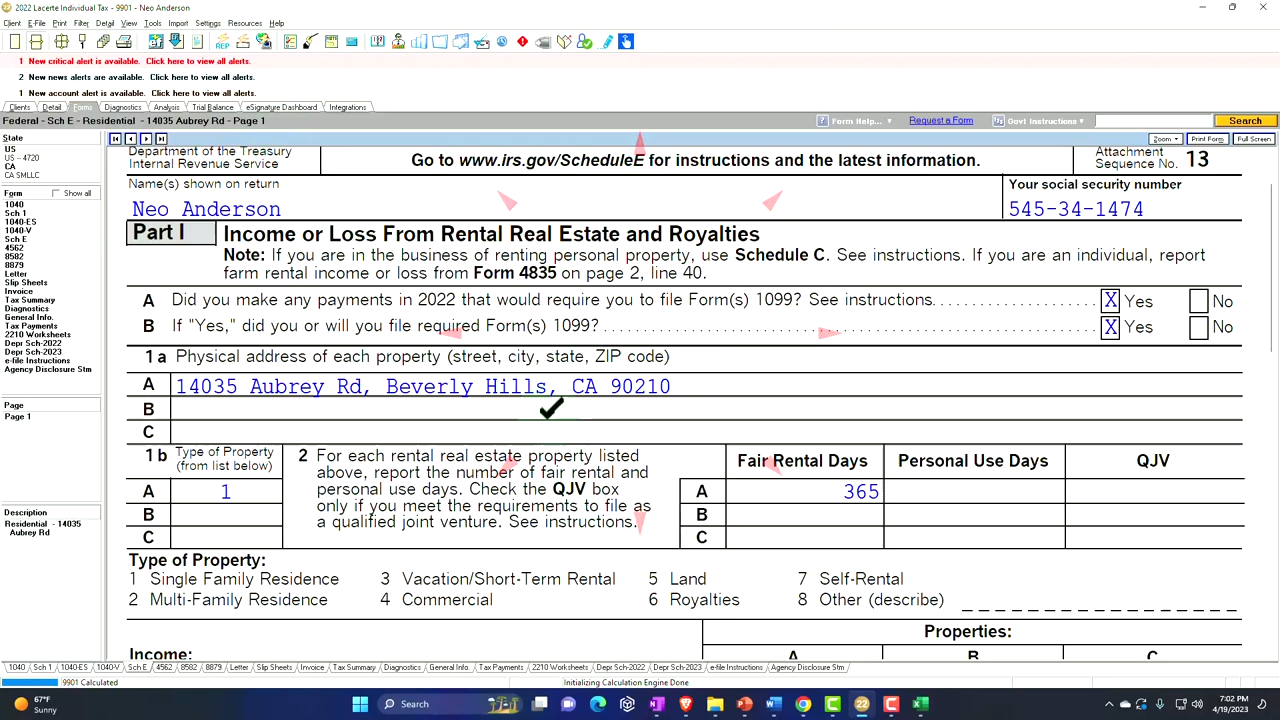 2022 Lacerte Individual Tax - 9901 - Neo Anderson
Client E-File Print Filter Detail View Tools Import Settings Resources Help
1 New critical alert is available. Click here to view all alerts.
2 New news alerts are available. Click here to view all alerts.
1 New account alert is available. Click here to view all alerts.
Clients Detail Forms Diagnostics Analysis Trial Balance eSignature Dashboard Integrations
Federal - Sch E - Residential - 14035 Aubrey Rd - Page 1 Form Help... Request a Form Govt Instructions Search
Zoom Print Form Full Screen
State
US
US - 4720
CA
CA SMLLC
Form Show all
1040
Sch 1
1040-ES
1040-V
Sch E
4562
8582
8879
Letter
Slip Sheets
Invoice
Tax Summary
Diagnostics
General Info.
Tax Payments
2210 Worksheets
Depr Sch-2022
Depr Sch-2023
e-file Instructions
Agency Disclosure Stm
Page
Page 1
Description
Residential - 14035
Aubrey Rd
Department of the Treasury
Internal Revenue Service
Go to www.irs.gov/ScheduleE for instructions and the latest information.
Attachment
Sequence No. 13
Name(s) shown on return Your social security number
Neo Anderson 545-34-1474
Part I Income or Loss From Rental Real Estate and Royalties
Note: If you are in the business of renting personal property, use Schedule C. See instructions. If you are an individual, report
farm rental income or loss from Form 4835 on page 2, line 40.
A Did you make any payments in 2022 that would require you to file Form(s) 1099? See instructions. X Yes No
B If "Yes," did you or will you file required Form(s) 1099? X Yes No
1a Physical address of each property (street, city, state, ZIP code)
A 14035 Aubrey Rd, Beverly Hills, CA 90210
B
C
1b Type of Property
(from list below)
A 1
B
C
2 For each rental real estate property listed
above, report the number of fair rental and
personal use days. Check the QJV box
only if you meet the requirements to file as
a qualified joint venture. See instructions.
Fair Rental Days Personal Use Days QJV
A 365
B
C
Type of Property:
1 Single Family Residence 3 Vacation/Short-Term Rental 5 Land 7 Self-Rental
2 Multi-Family Residence 4 Commercial 6 Royalties 8 Other (describe)
Properties:
Income: A B C
1040 Sch 1 1040-ES 1040-V Sch E 4562 8582 8879 Letter Slip Sheets Invoice Tax Summary Diagnostics General Info. Tax Payments 2210 Worksheets Depr Sch-2022 Depr Sch-2023 e-file Instructions Agency Disclosure Stm
9901 Calculated Initializing Calculation Engine Done
67°F
Sunny
Search
7:02 PM
4/19/2023